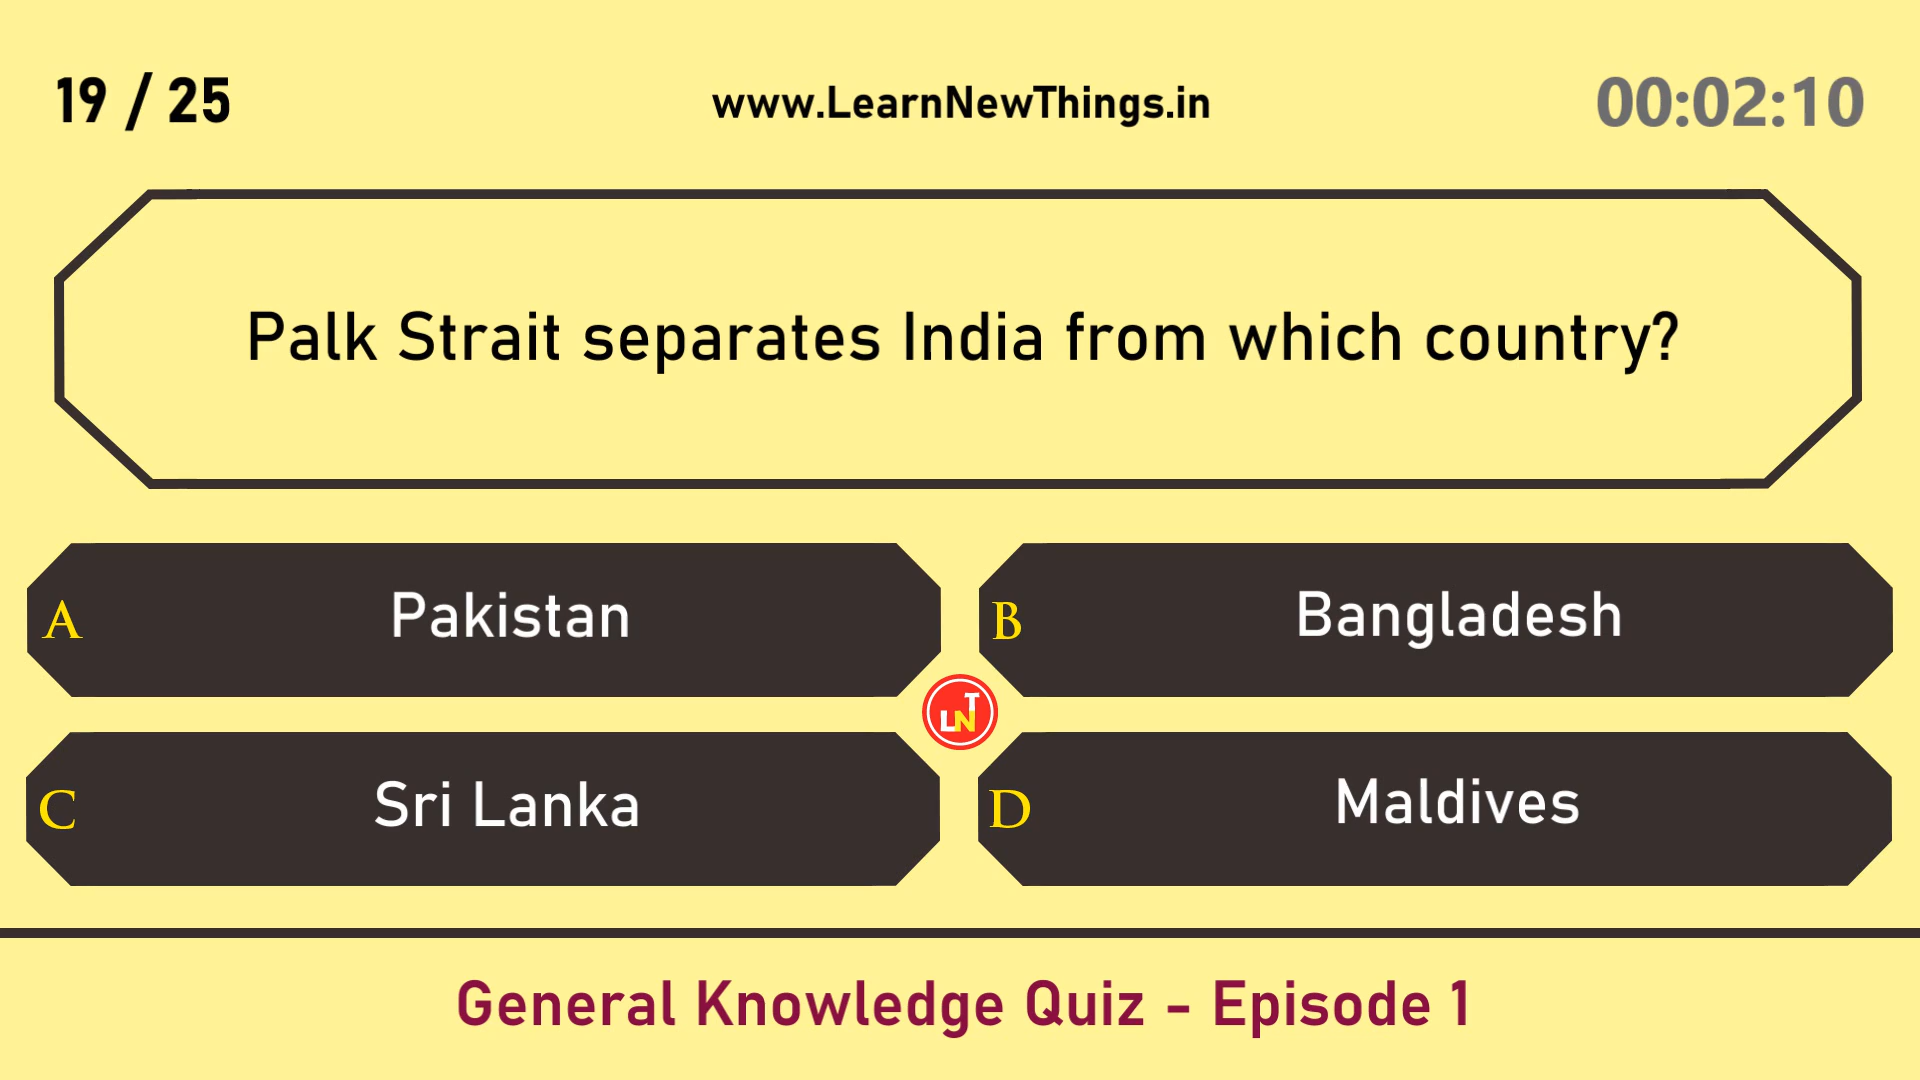 19 / 25
www.LearnNewThings.in
00:02:10
Palk Strait separates India from which country?
A Pakistan
B Bangladesh
LNT
C Sri Lanka
D Maldives
General Knowledge Quiz - Episode 1